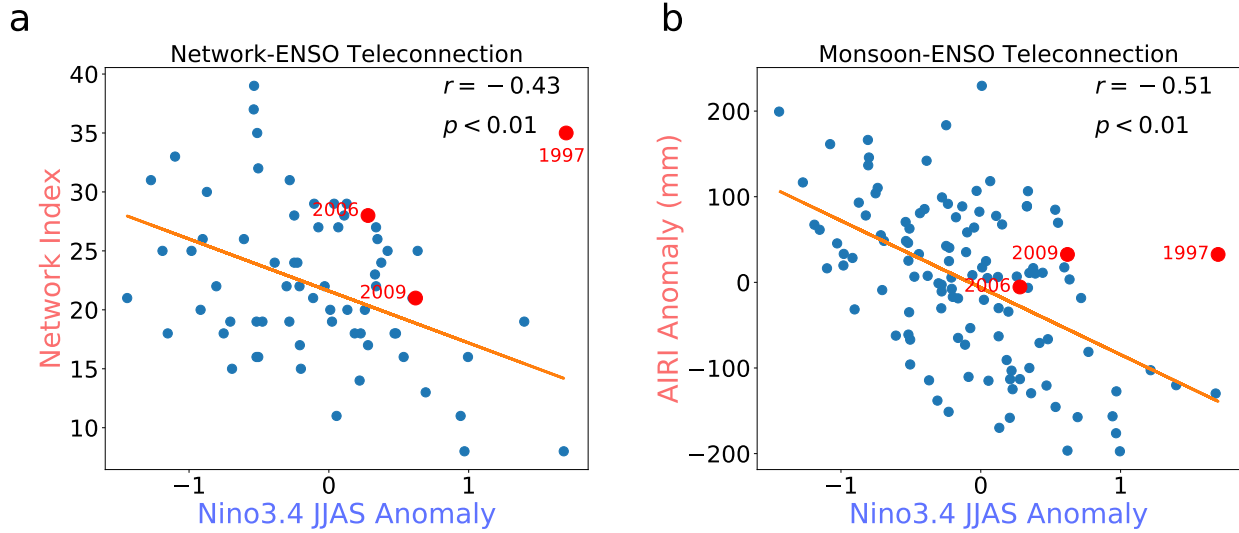 a
Network-ENSO Teleconnection
r = −0.43
p < 0.01
1997
2006
2009
40
35
30
25
20
15
10
Network Index
−1
0
1
Nino3.4 JJAS Anomaly
b
Monsoon-ENSO Teleconnection
r = −0.51
p < 0.01
2009
1997
2006
200
100
0
−100
−200
AIRI Anomaly (mm)
−1
0
1
Nino3.4 JJAS Anomaly